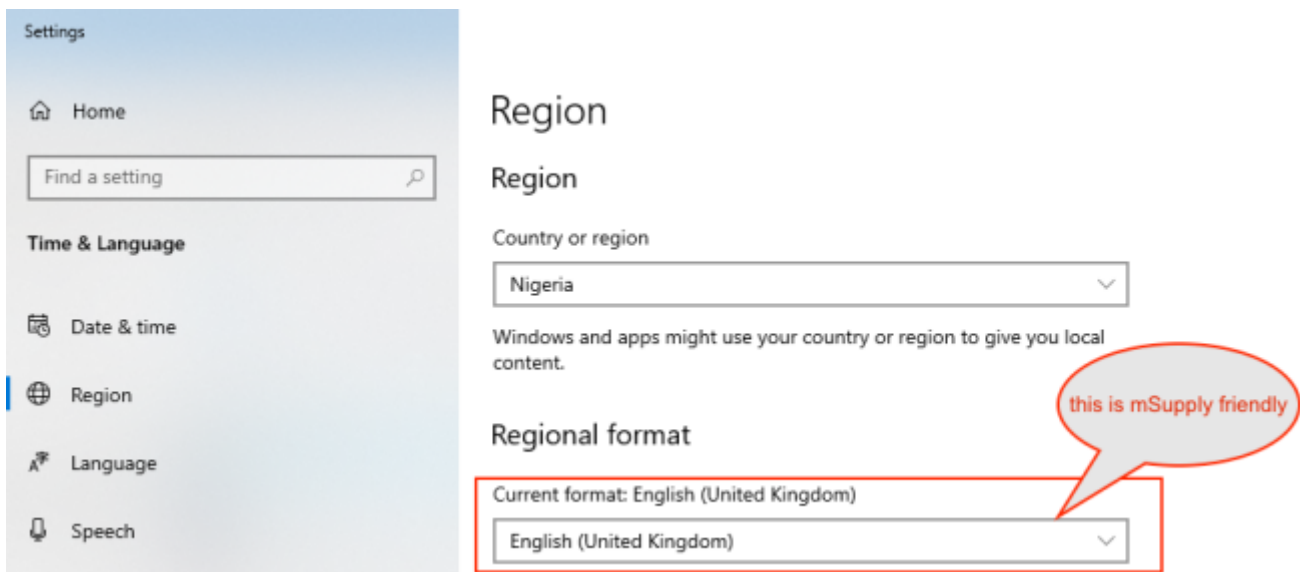 Settings
Home
Find a setting
Time & Language
Date & time
Region
Language
Speech
Region
Region
Country or region
Nigeria
Windows and apps might use your country or region to give you local
content.
this is mSupply friendly
Regional format
Current format: English (United Kingdom)
English (United Kingdom)